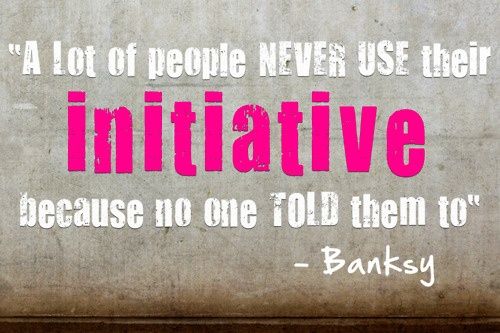 "A Lot of people NEVER USE their
initiative
because no one TOLD them to"
- Banksy